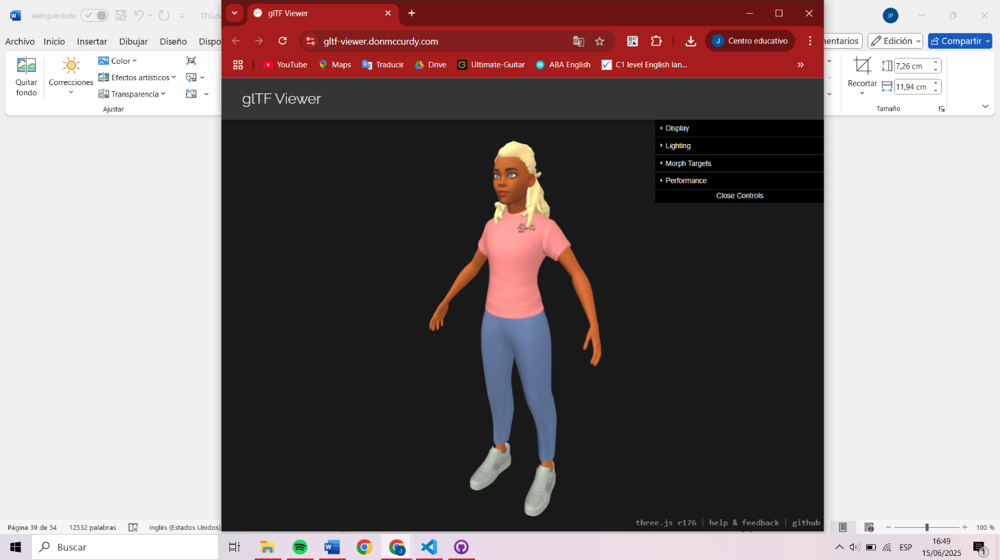 Autoguardado
TFG.do
glTF Viewer
JP
Archivo Inicio Insertar Dibujar Diseño Dispo
gltf-viewer.donmccurdy.com
J Centro educativo
entarios
Edición
Compartir
YouTube Maps Traducir Drive Ultimate-Guitar ABA English C1 level English lan...
Quitar fondo
Correcciones
Color
Efectos artísticos
Transparencia
Ajustar
Recortar
7,26 cm
11,94 cm
Tamaño
glTF Viewer
Display
Lighting
Morph Targets
Performance
Close Controls
three.js r176 | help & feedback | github
Página 39 de 54 12532 palabras Inglés (Estados Unidos)
100 %
Buscar
ESP
16:49
15/06/2025
1